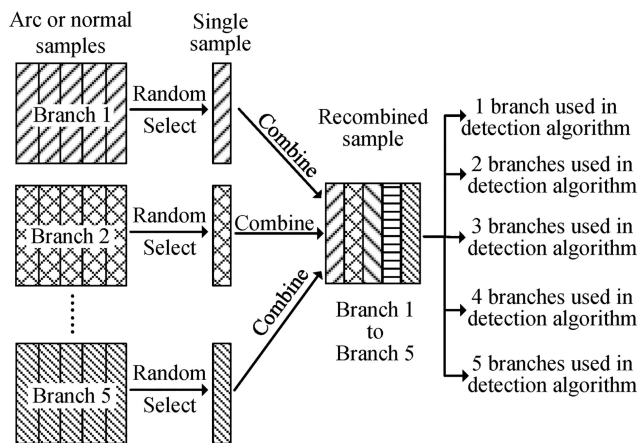 Arc or normal
samples
Single
sample
Branch 1
Random
Select
Combine
Recombined
sample
1 branch used in
detection algorithm
2 branches used in
detection algorithm
Branch 2
Random
Select
Combine
3 branches used in
detection algorithm
Branch 1
to
Branch 5
4 branches used in
detection algorithm
Combine
Branch 5
Random
Select
5 branches used in
detection algorithm